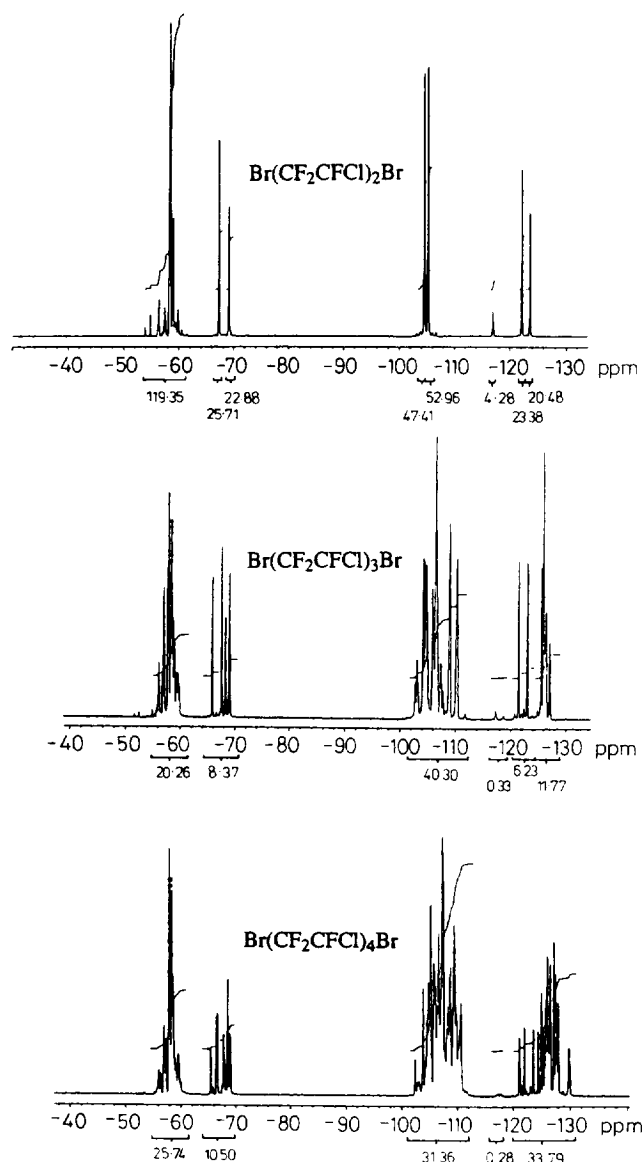 Br(CF₂CFCl)₂Br
-40 -50 -60 -70 -80 -90 -100 -110 -120 -130 ppm
119·35 22·88 52·96 4·28 20·48
25·71 47·41 23·38
Br(CF₂CFCl)₃Br
-40 -50 -60 -70 -80 -90 -100 -110 -120 -130 ppm
20·26 8·37 40·30 0·33 6·23
11·77
Br(CF₂CFCl)₄Br
-40 -50 -60 -70 -80 -90 -100 -110 -120 -130 ppm
25·74 10·50 31·36 0·28 33·79